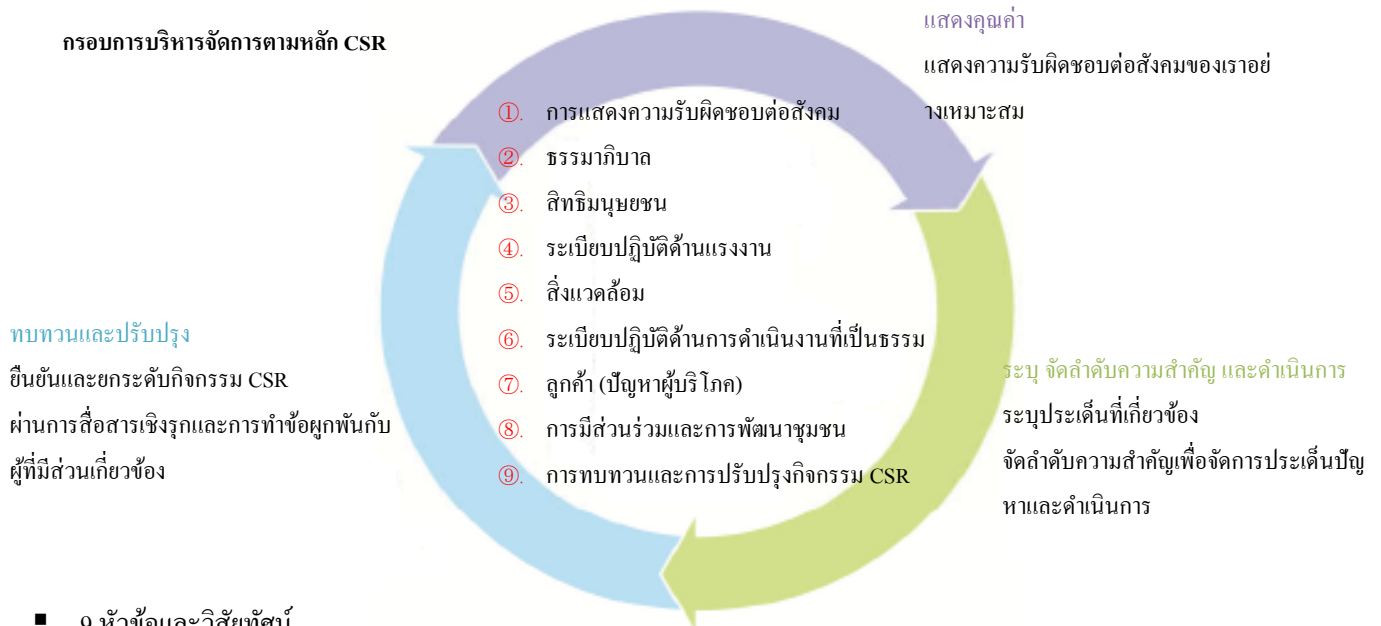 กรอบการบริหารจัดการตามหลัก CSR
แสดงคุณค่า
แสดงความรับผิดชอบต่อสังคมของเราอย่
างเหมาะสม
①. การแสดงความรับผิดชอบต่อสังคม
②. ธรรมาภิบาล
③. สิทธิมนุษยชน
④. ระเบียบปฏิบัติด้านแรงงาน
⑤. สิ่งแวดล้อม
⑥. ระเบียบปฏิบัติด้านการดำเนินงานที่เป็นธรรม
⑦. ลูกค้า (ปัญหาผู้บริโภค)
⑧. การมีส่วนร่วมและการพัฒนาชุมชน
⑨. การทบทวนและการปรับปรุงกิจกรรม CSR
ทบทวนและปรับปรุง
ยืนยันและยกระดับกิจกรรม CSR
ผ่านการสื่อสารเชิงรุกและการทำข้อผูกพันกับ
ผู้ที่มีส่วนเกี่ยวข้อง
ระบุ จัดลำดับความสำคัญ และดำเนินการ
ระบุประเด็นที่เกี่ยวข้อง
จัดลำดับความสำคัญเพื่อจัดการประเด็นปัญ
หาและดำเนินการ
▪ 9 หัวข้อและวิสัยทัศน์